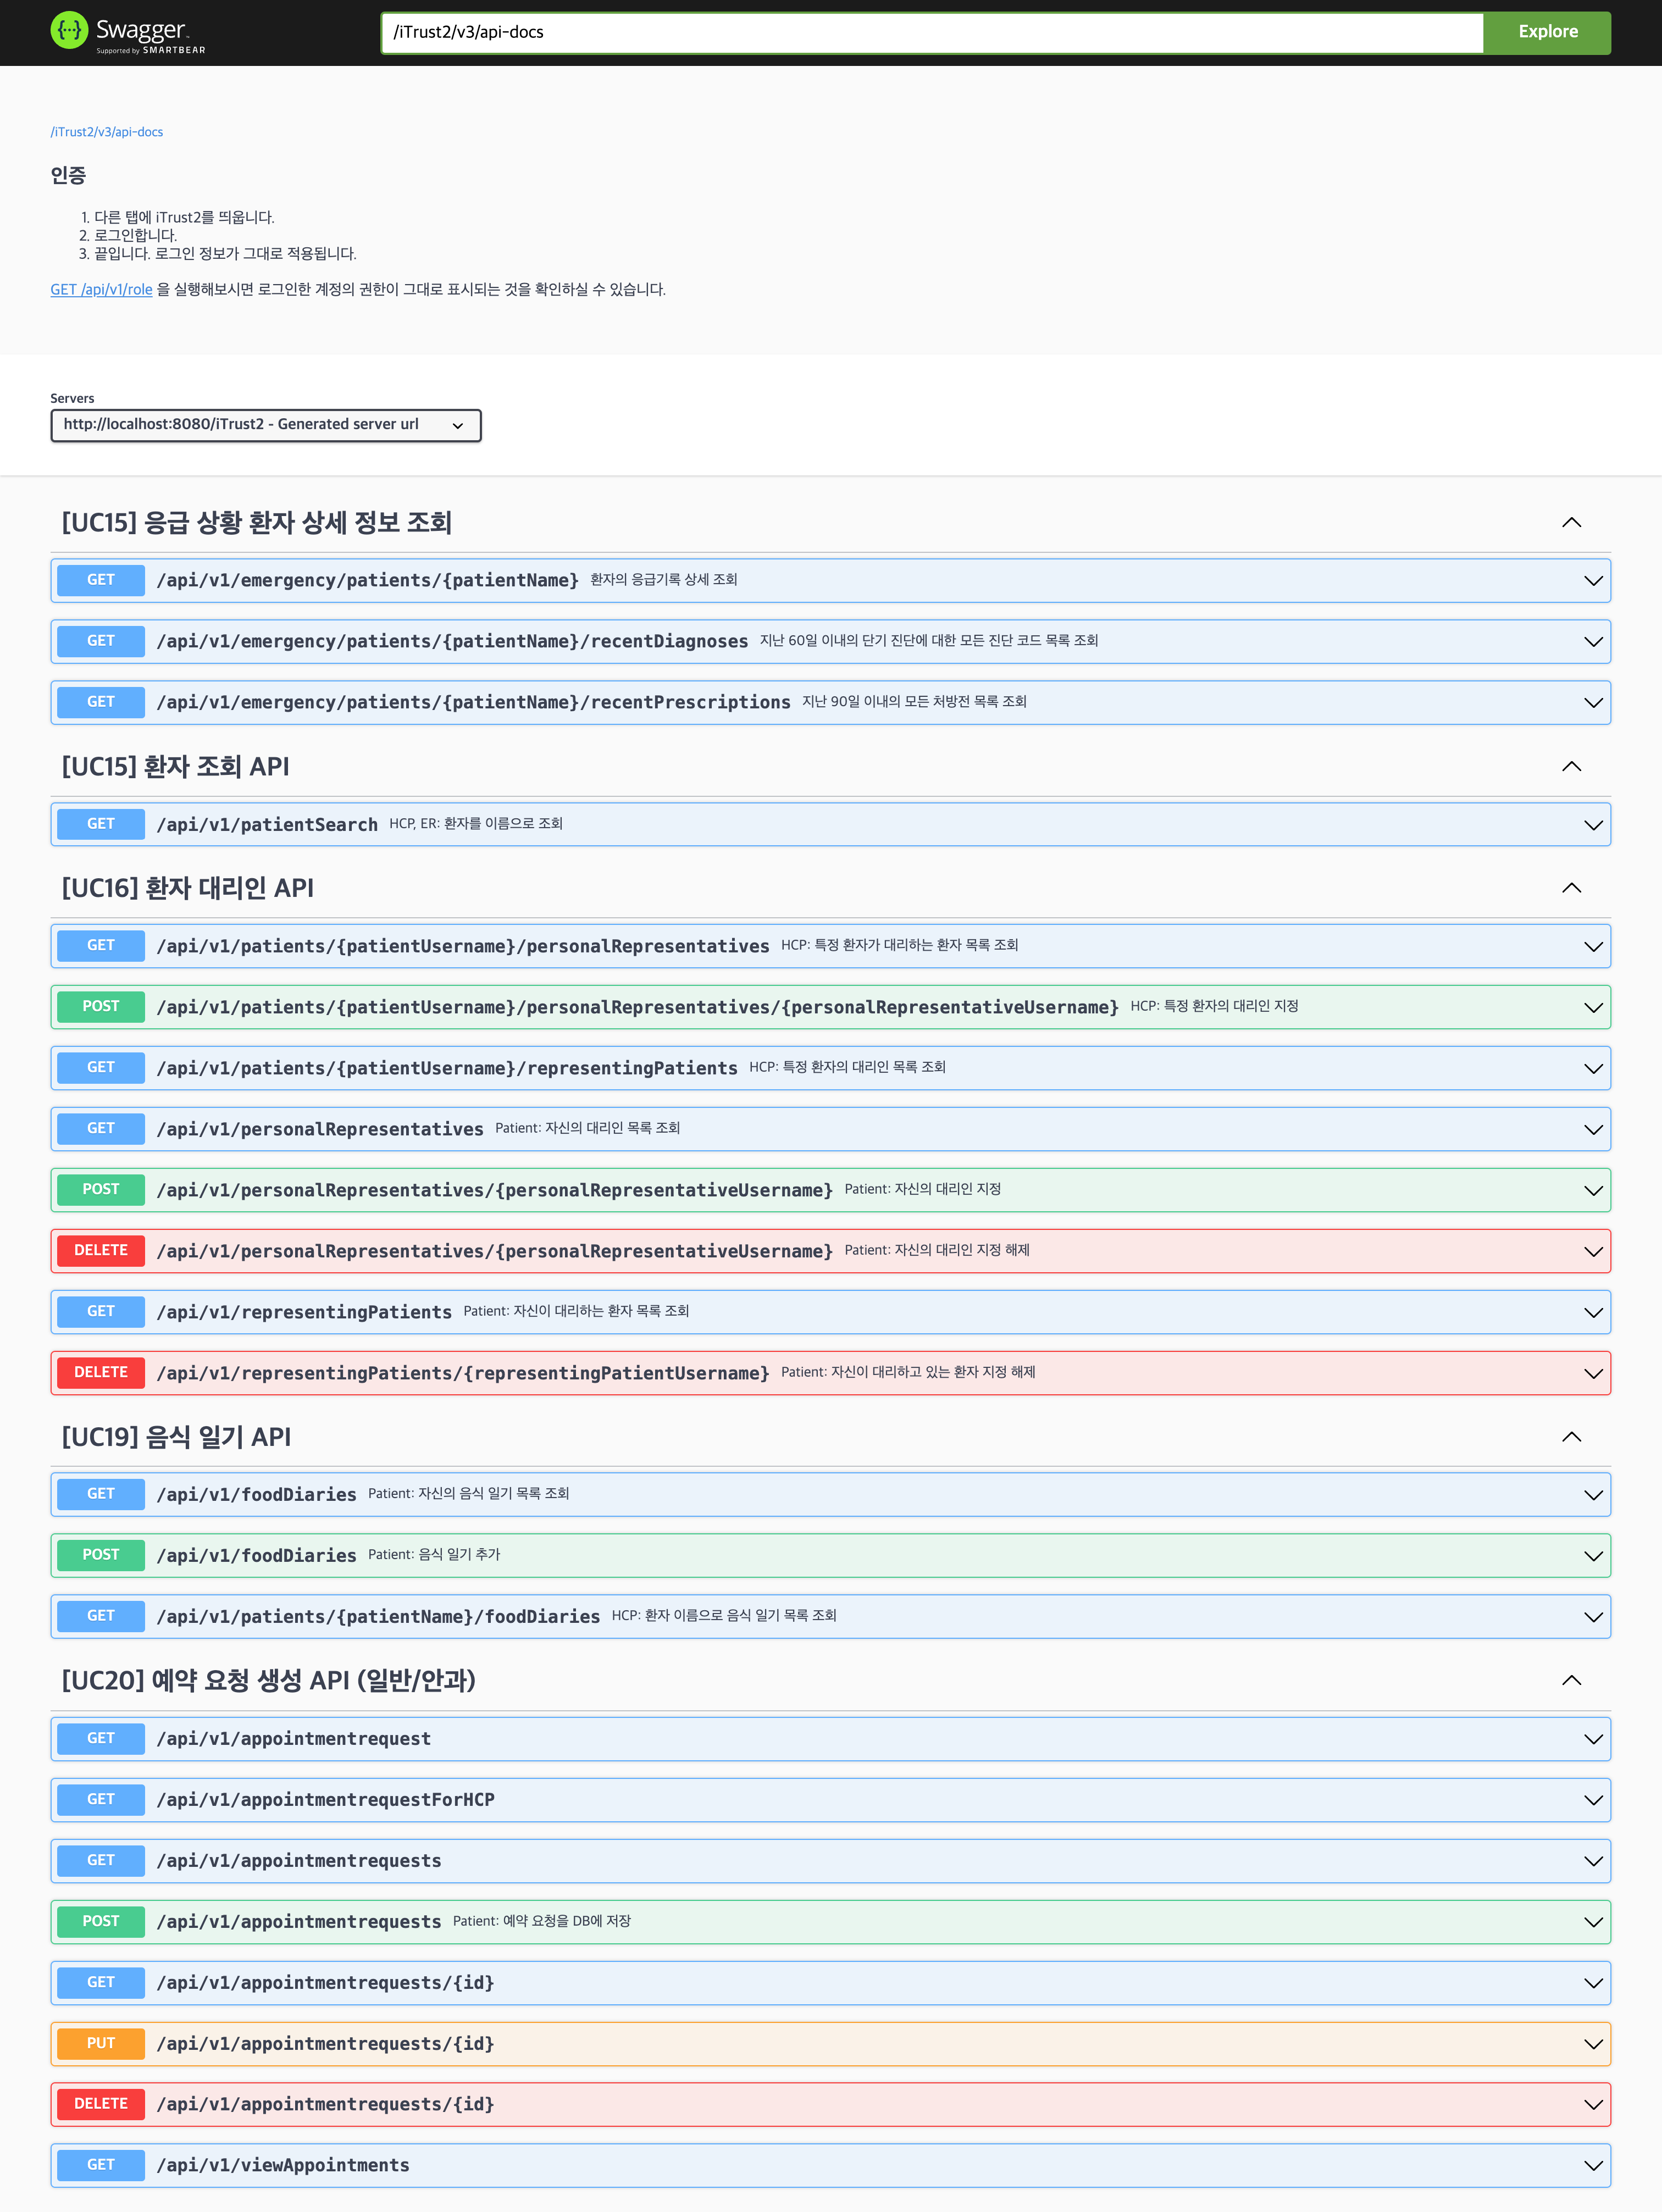 Swagger
Supported by SMARTBEAR
/iTrust2/v3/api-docs
Explore
/iTrust2/v3/api-docs
인증
1. 다른 탭에 iTrust2를 띄웁니다.
2. 로그인합니다.
3. 끝입니다. 로그인 정보가 그대로 적용됩니다.
GET /api/v1/role 을 실행해보시면 로그인한 계정의 권한이 그대로 표시되는 것을 확인하실 수 있습니다.
Servers
http://localhost:8080/iTrust2 - Generated server url
[UC15] 응급 상황 환자 상세 정보 조회
GET /api/v1/emergency/patients/{patientName} 환자의 응급기록 상세 조회
GET /api/v1/emergency/patients/{patientName}/recentDiagnoses 지난 60일 이내의 단기 진단에 대한 모든 진단 코드 목록 조회
GET /api/v1/emergency/patients/{patientName}/recentPrescriptions 지난 90일 이내의 모든 처방전 목록 조회
[UC15] 환자 조회 API
GET /api/v1/patientSearch HCP, ER: 환자를 이름으로 조회
[UC16] 환자 대리인 API
GET /api/v1/patients/{patientUsername}/personalRepresentatives HCP: 특정 환자가 대리하는 환자 목록 조회
POST /api/v1/patients/{patientUsername}/personalRepresentatives/{personalRepresentativeUsername} HCP: 특정 환자의 대리인 지정
GET /api/v1/patients/{patientUsername}/representingPatients HCP: 특정 환자의 대리인 목록 조회
GET /api/v1/personalRepresentatives Patient: 자신의 대리인 목록 조회
POST /api/v1/personalRepresentatives/{personalRepresentativeUsername} Patient: 자신의 대리인 지정
DELETE /api/v1/personalRepresentatives/{personalRepresentativeUsername} Patient: 자신의 대리인 지정 해제
GET /api/v1/representingPatients Patient: 자신이 대리하는 환자 목록 조회
DELETE /api/v1/representingPatients/{representingPatientUsername} Patient: 자신이 대리하고 있는 환자 지정 해제
[UC19] 음식 일기 API
GET /api/v1/foodDiaries Patient: 자신의 음식 일기 목록 조회
POST /api/v1/foodDiaries Patient: 음식 일기 추가
GET /api/v1/patients/{patientName}/foodDiaries HCP: 환자 이름으로 음식 일기 목록 조회
[UC20] 예약 요청 생성 API (일반/안과)
GET /api/v1/appointmentrequest
GET /api/v1/appointmentrequestForHCP
GET /api/v1/appointmentrequests
POST /api/v1/appointmentrequests Patient: 예약 요청을 DB에 저장
GET /api/v1/appointmentrequests/{id}
PUT /api/v1/appointmentrequests/{id}
DELETE /api/v1/appointmentrequests/{id}
GET /api/v1/viewAppointments